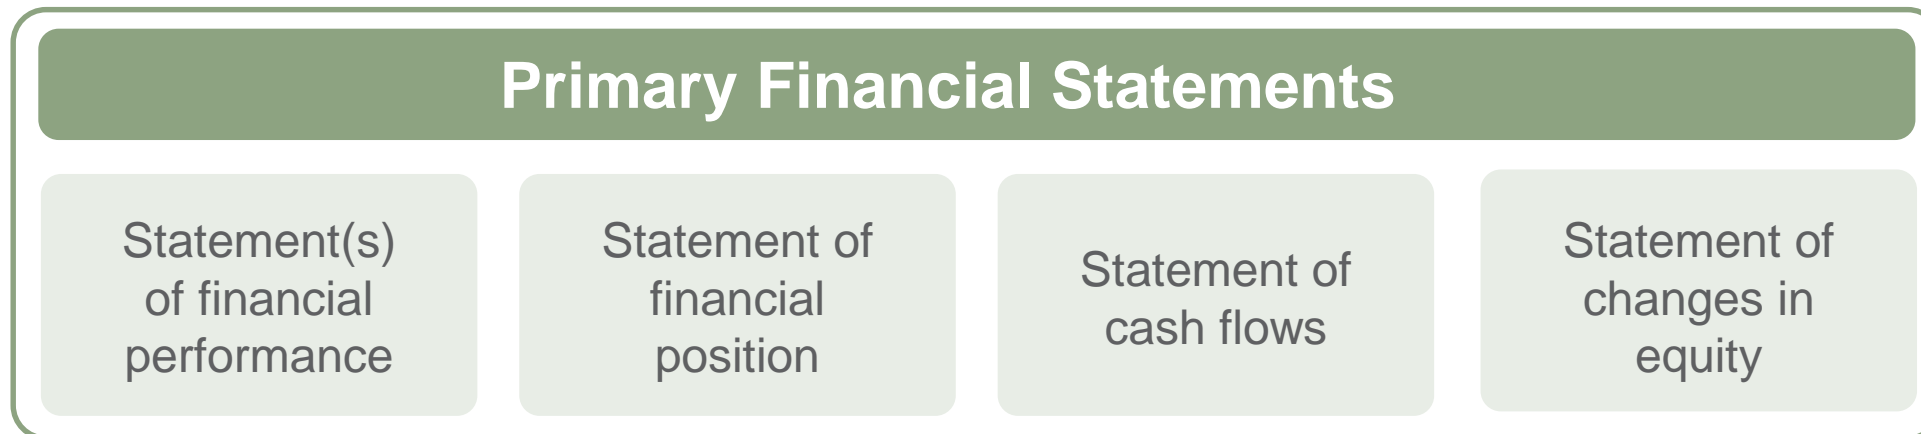 Primary Financial Statements
Statement(s)
of financial
performance
Statement of
financial
position
Statement of
cash flows
Statement of
changes in
equity